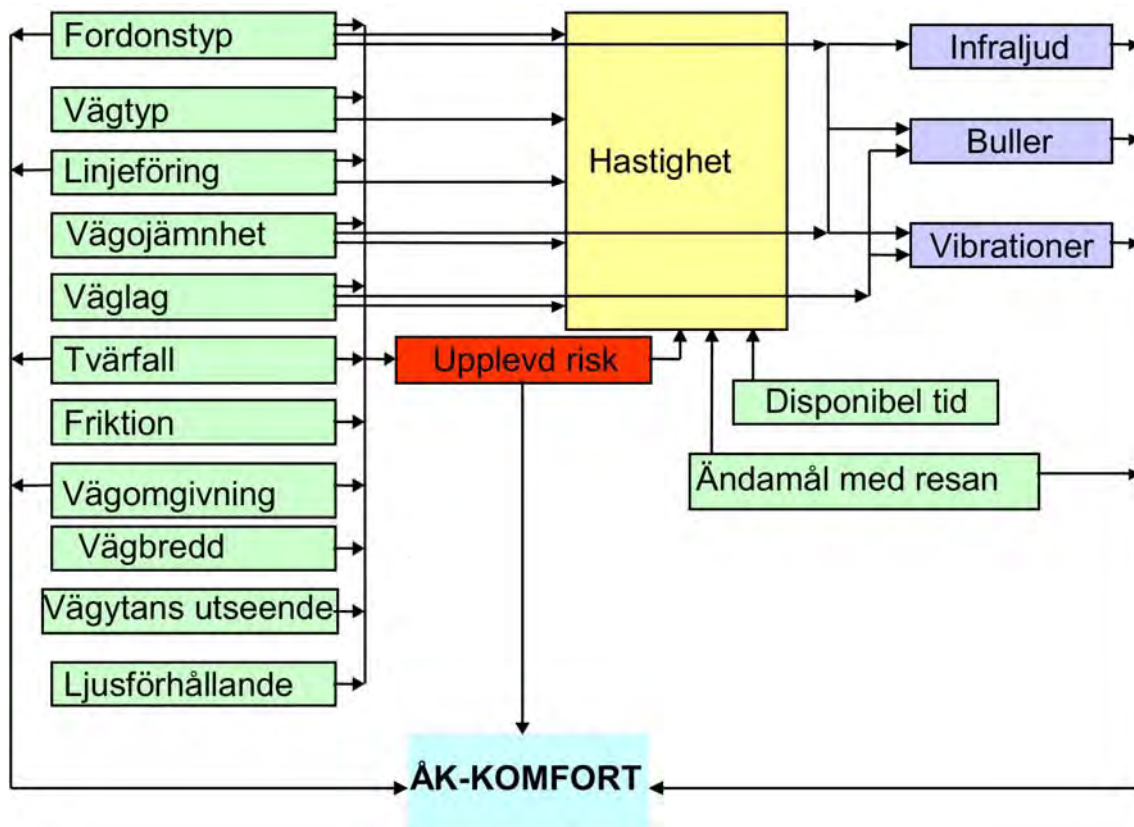 Fordonstyp
Vägtyp
Linjeföring
Vägojämnhet
Väglag
Tvärfall
Friktion
Vägomgivning
Vägbredd
Vägytans utseende
Ljusförhållande
Hastighet
Upplevd risk
Disponibel tid
Ändamål med resan
Infraljud
Buller
Vibrationer
ÅK-KOMFORT